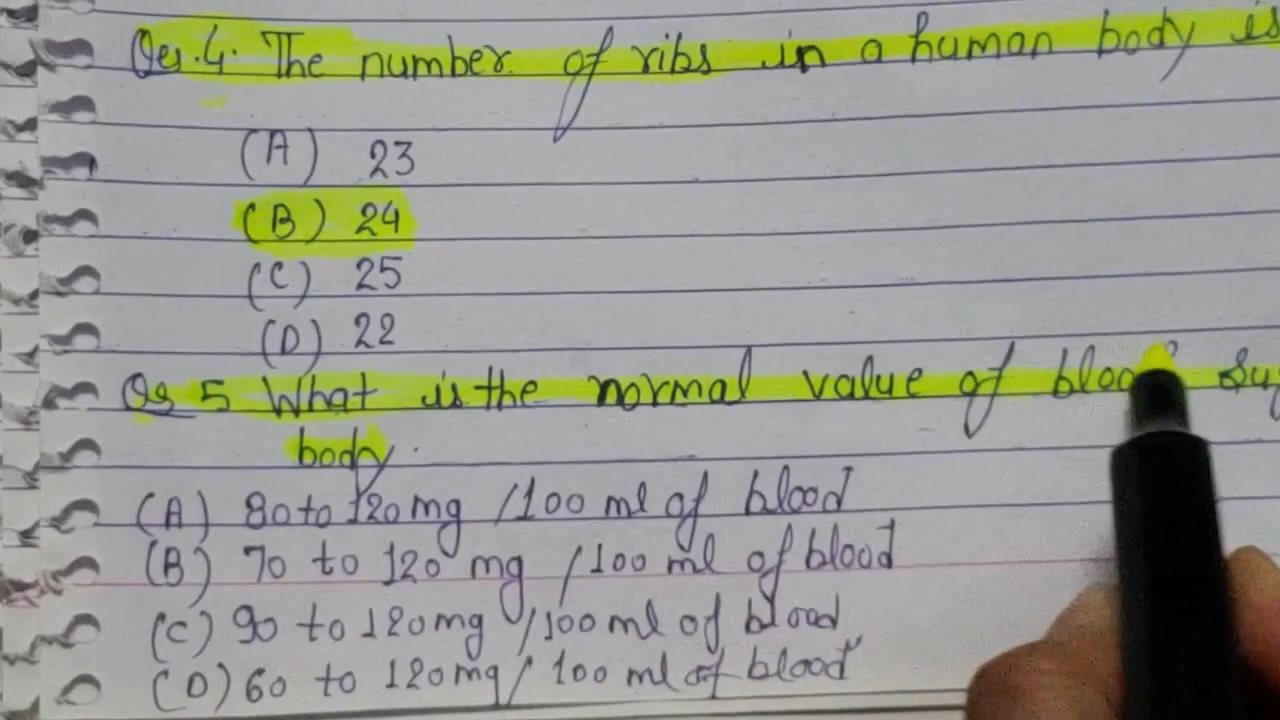 Qes.4. The number of ribs in a human body is
(A) 23
(B) 24
(C) 25
(D) 22
Qs 5 What is the normal value of blood
body.
(A) 80 to 120 mg /100 ml of blood
(B) 70 to 120 mg /100 ml of blood
(C) 90 to 120 mg /100 ml of blood
(D) 60 to 120 mg / 100 ml of blood